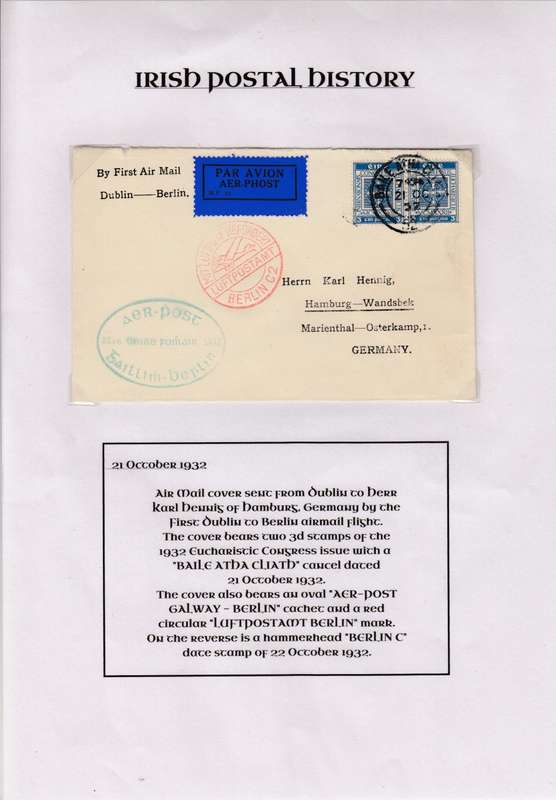 IRISH POSTAL HISTORY
By First Air Mail
Dublin——Berlin,
PAR AVION
AER-PHOST
LUFTPOSTAMT
BERLIN C2
Herrn Karl Hennig,
Hamburg—Wandsbek
Marienthal—Osterkamp,1.
GERMANY.
AER-POST
1932
Berlin
21 October 1932
Air Mail cover sent from Dublin to Herr
Karl Hennig of Hamburg, Germany by the
First Dublin to Berlin airmail flight.
The cover bears two 3d stamps of the
1932 Eucharistic Congress issue with a
"BAILE ATHA CLIATH" cancel dated
21 October 1932.
The cover also bears an oval "AER-POST
GALWAY - BERLIN" cachet and a red
circular "LUFTPOSTAMT BERLIN" mark.
On the reverse is a hammerhead "BERLIN C"
date stamp of 22 October 1932.